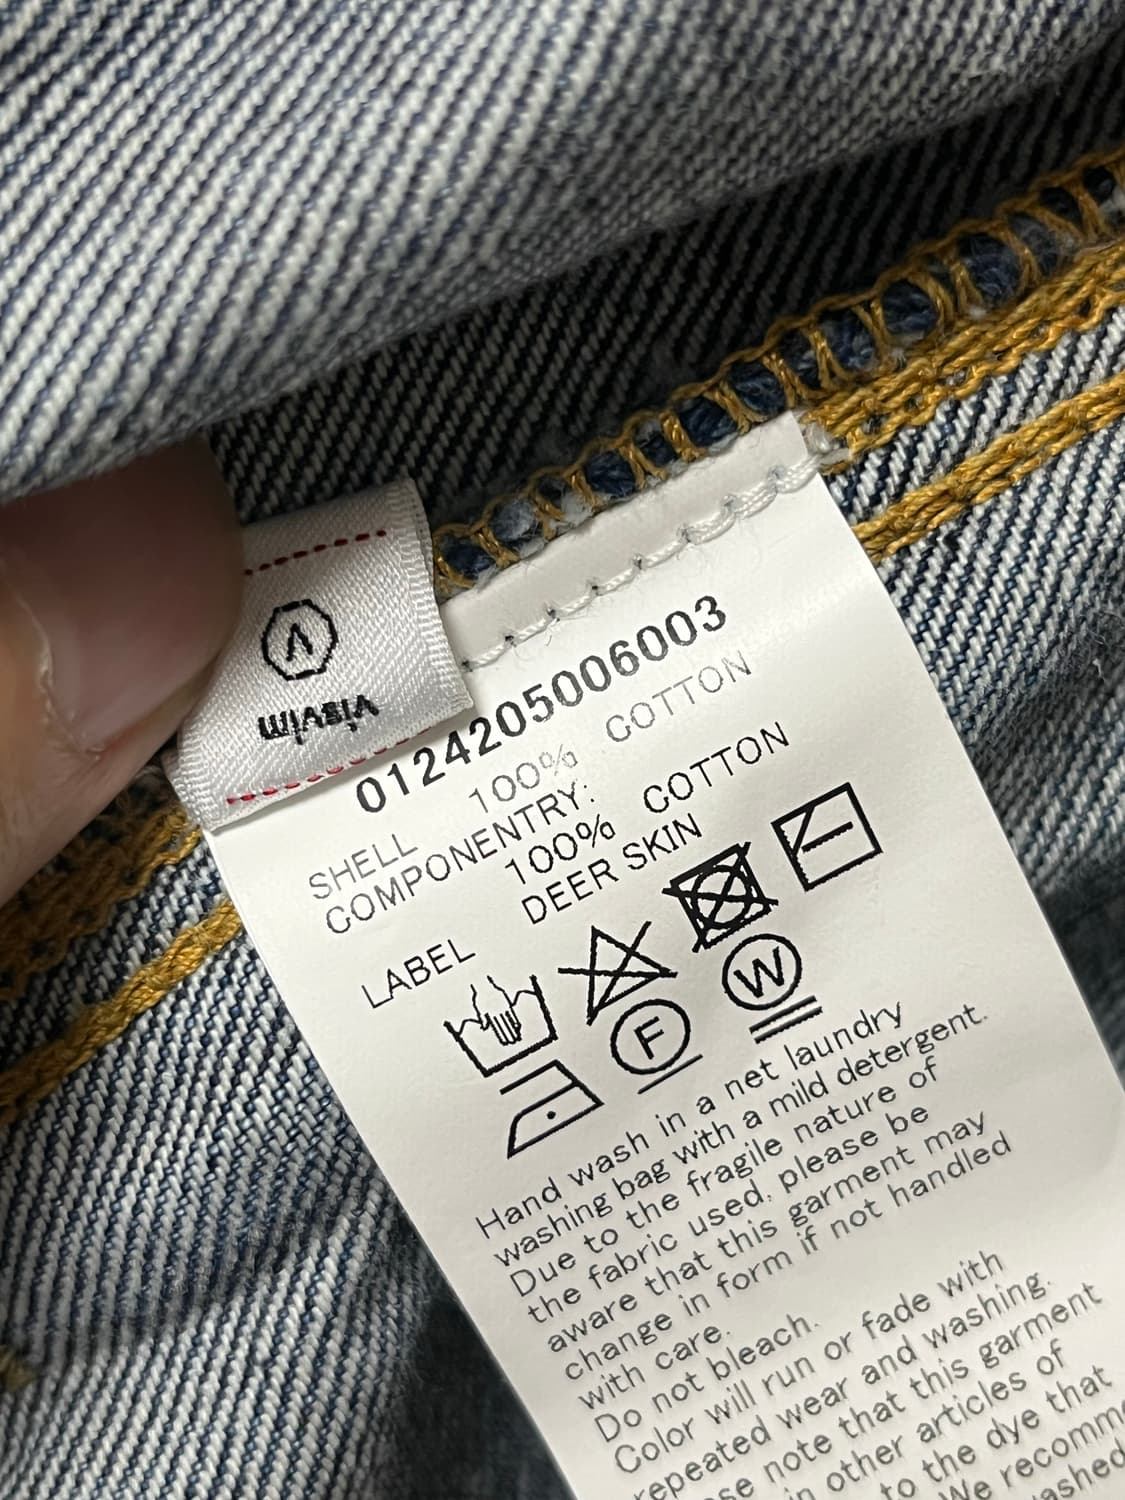 visvim
0124205006003
SHELL 100% COTTON
COMPONENTRY:
100% COTTON
LABEL DEER SKIN
F
W
Hand wash in a net laundry
washing bag with a mild detergent.
Due to the fragile nature of
the fabric used, please be
aware that this garment may
change in form if not handled
with care.
Do not bleach.
Color will run or fade with
repeated wear and washing.
note that this garment
in other articles of
to the dye that
We